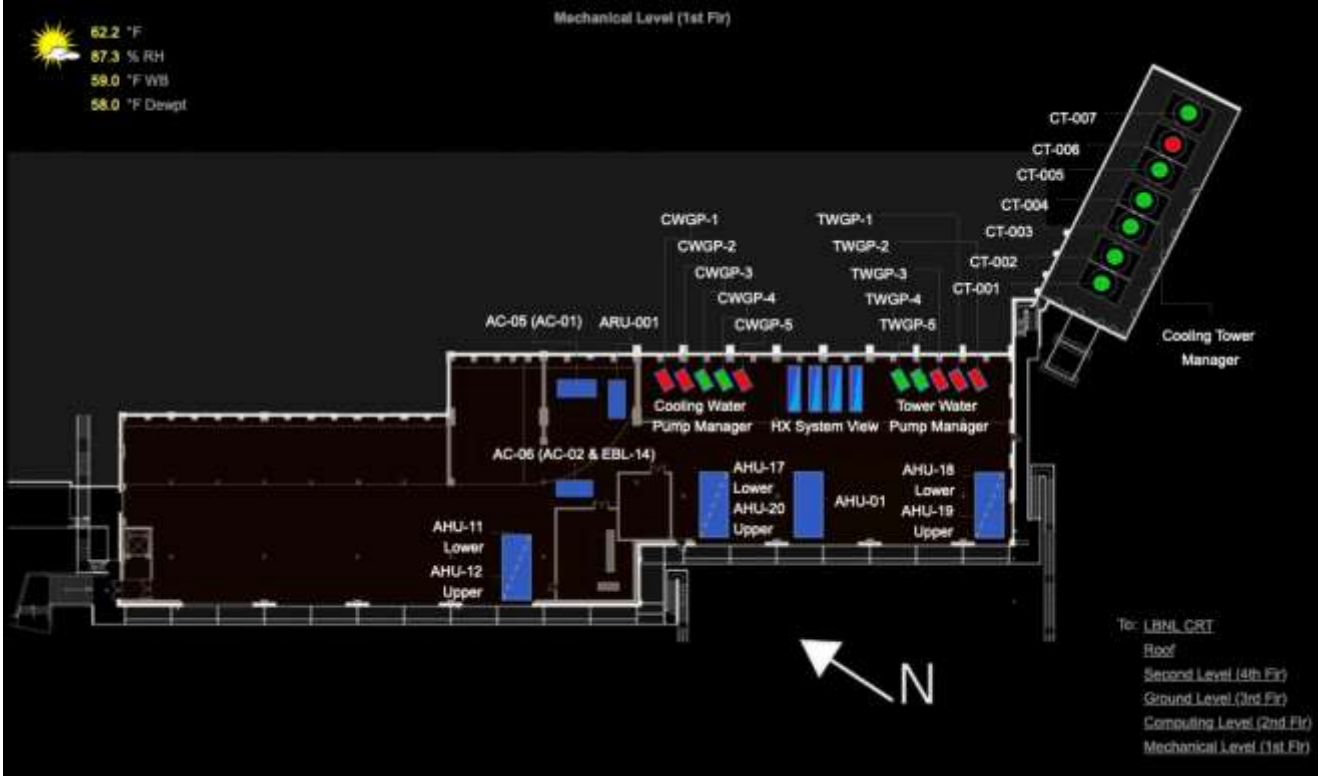 Mechanical Level (1st Flr)
62.2 °F
87.3 % RH
59.0 °F WB
58.0 °F Dewpt
CT-007
CT-006
CT-005
CT-004
CT-003
CT-002
CT-001
Cooling Tower
Manager
CWGP-1
CWGP-2
CWGP-3
CWGP-4
CWGP-5
TWGP-1
TWGP-2
TWGP-3
TWGP-4
TWGP-5
AC-05 (AC-01)
ARU-001
Cooling Water
Pump Manager
HX System View
Tower Water
Pump Manager
AC-06 (AC-02 & EBL-14)
AHU-17
Lower
AHU-20
Upper
AHU-01
AHU-18
Lower
AHU-19
Upper
AHU-11
Lower
AHU-12
Upper
N
To: LBNL CRT
Roof
Second Level (4th Flr)
Ground Level (3rd Flr)
Computing Level (2nd Flr)
Mechanical Level (1st Flr)